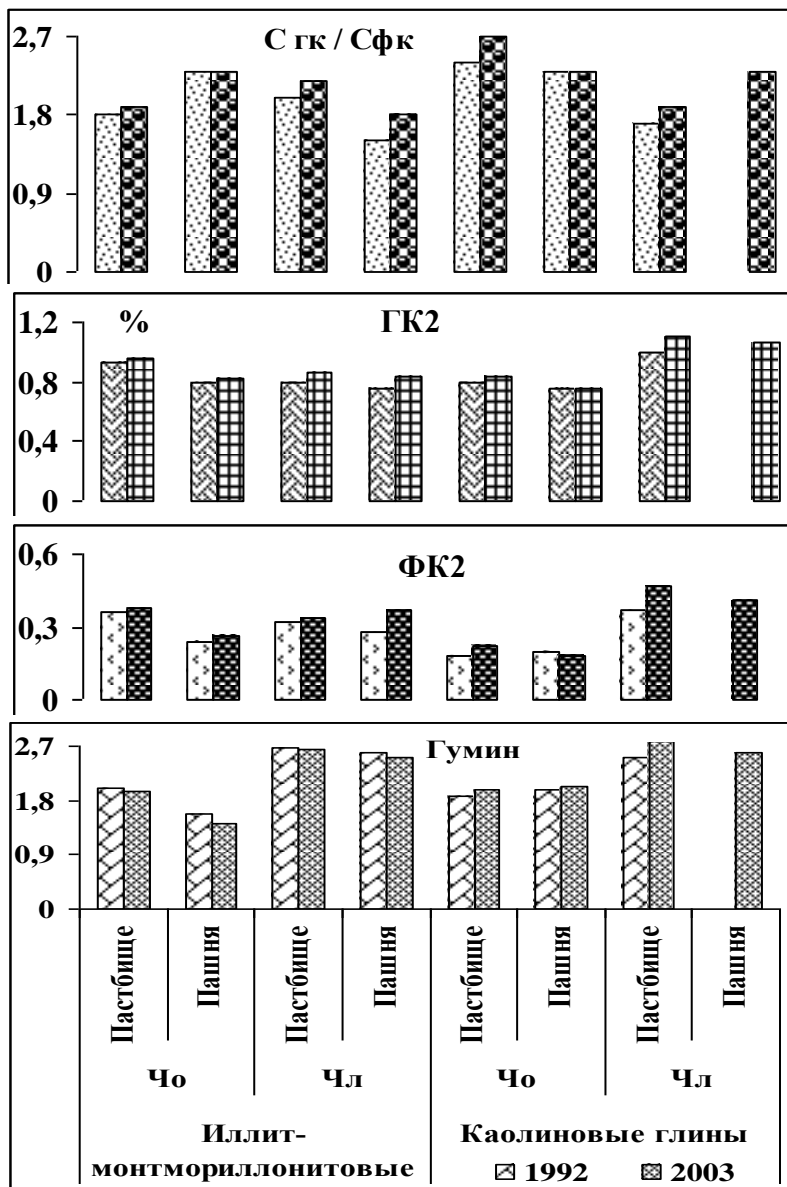 С гк / Сфк
2,7
1,8
0,9
0
% ГК2
1,2
0,8
0,4
0
ФК2
0,6
0,3
0
Гумин
2,7
1,8
0,9
0
Пастбище Пашня Пастбище Пашня Пастбище Пашня Пастбище Пашня
Чо Чл Чо Чл
Иллит- Каолиновые глины
монтмориллонитовые 1992 2003